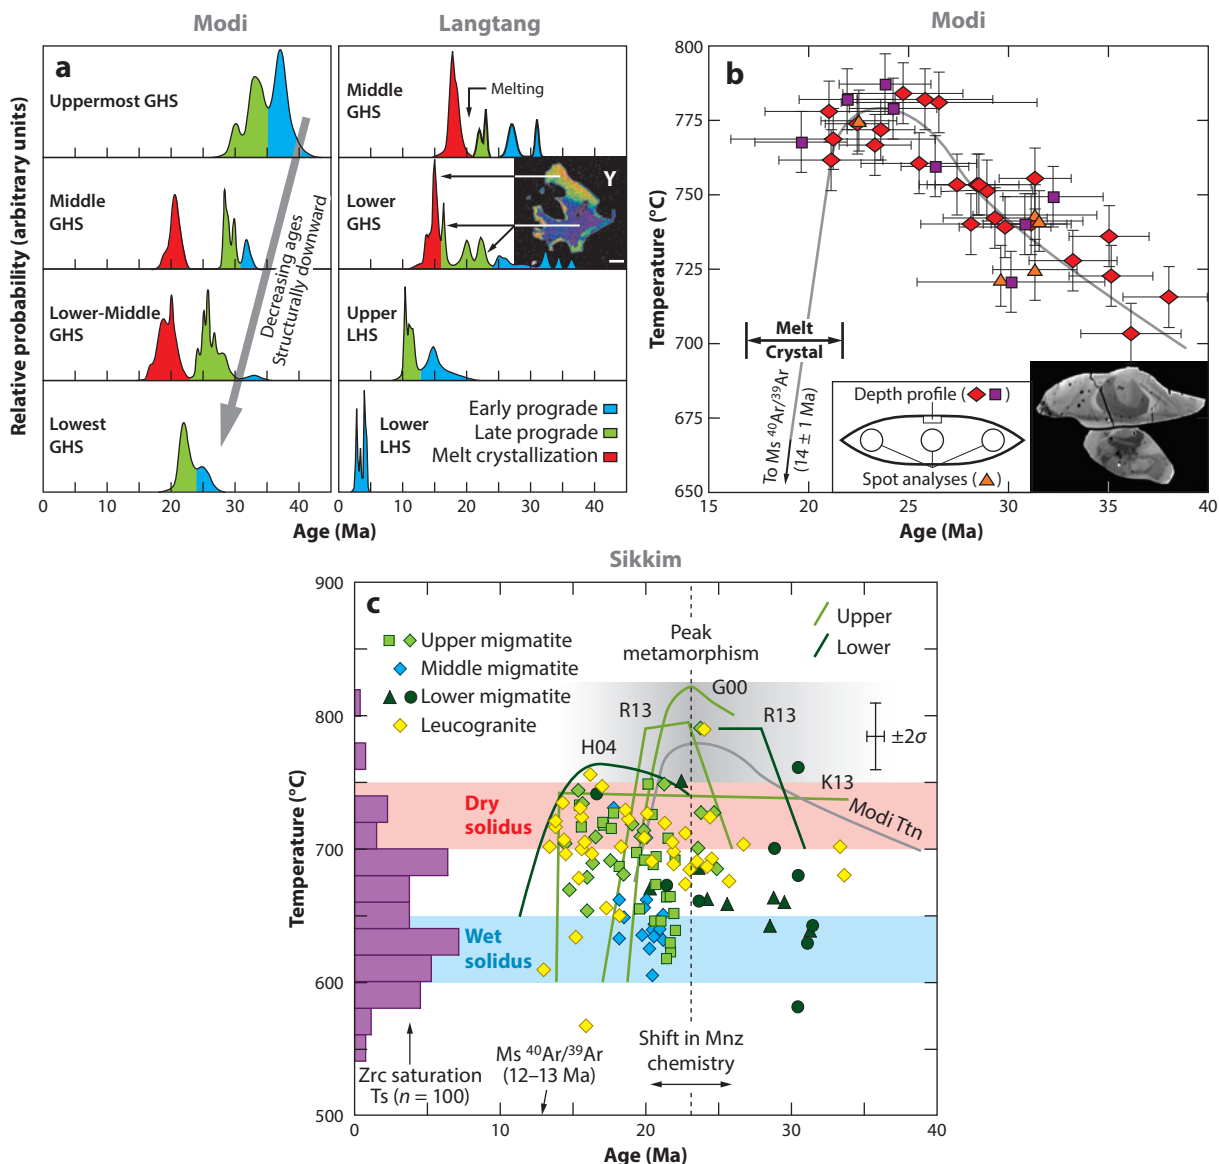 Modi
Langtang
Modi
a
Uppermost GHS
Middle
GHS
Lower-Middle
GHS
Lowest
GHS
Decreasing ages
Structurally downward
Relative probability (arbitrary units)
0
10
20
30
40
Middle
GHS
Melting
Lower
GHS
Y
Upper
LHS
Lower
LHS
Early prograde
Late prograde
Melt crystallization
0
10
20
30
40
Age (Ma)
b
800
775
750
725
700
675
650
Temperature (°C)
Melt
Crystal
To Ms ⁴⁰Ar/³⁹Ar
(14 ± 1 Ma)
Depth profile ( )
Spot analyses ( )
15
20
25
30
35
40
Age (Ma)
Sikkim
c
900
800
700
600
500
Temperature (°C)
Upper migmatite
Middle migmatite
Lower migmatite
Leucogranite
Peak
metamorphism
Upper
Lower
G00
R13
R13
H04
K13
±2σ
Modi Ttn
Dry
solidus
Wet
solidus
Zrc saturation
Ts (n = 100)
Ms ⁴⁰Ar/³⁹Ar
(12–13 Ma)
Shift in Mnz
chemistry
0
10
20
30
40
Age (Ma)